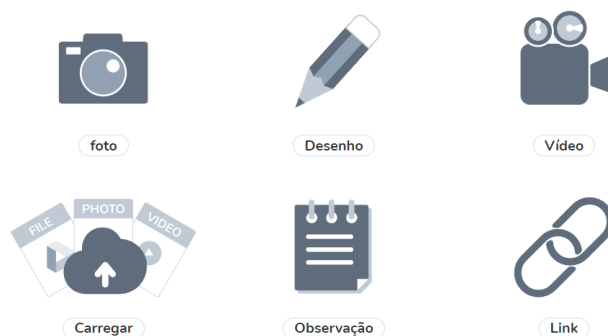 foto
Desenho
Vídeo
FILE
PHOTO
VIDEO
Carregar
Observação
Link